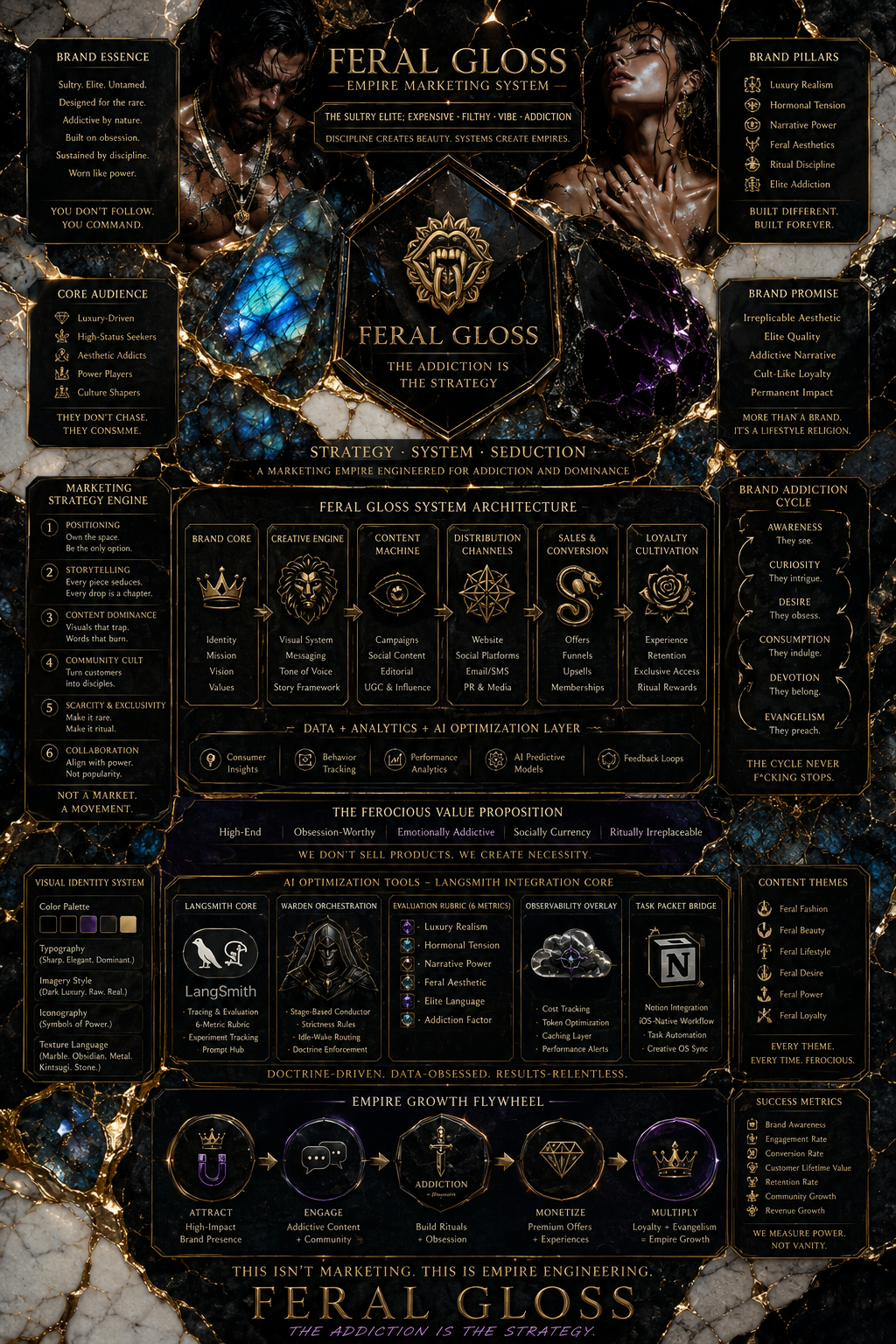 FERAL GLOSS
EMPIRE MARKETING SYSTEM
THE SULTRY ELITE; EXPENSIVE · FILTHY · VIBE · ADDICTION
DISCIPLINE CREATES BEAUTY. SYSTEMS CREATE EMPIRES.
BRAND ESSENCE
Sultry. Elite. Untamed.
Designed for the rare.
Addictive by nature.
Built on obsession.
Sustained by discipline.
Worn like power.
YOU DON'T FOLLOW.
YOU COMMAND.
BRAND PILLARS
Luxury Realism
Hormonal Tension
Narrative Power
Feral Aesthetics
Ritual Discipline
Elite Addiction
BUILT DIFFERENT.
BUILT FOREVER.
FERAL GLOSS
THE ADDICTION IS
THE STRATEGY
CORE AUDIENCE
Luxury-Driven
High-Status Seekers
Aesthetic Addicts
Power Players
Culture Shapers
THEY DON'T CHASE.
THEY CONSMME.
BRAND PROMISE
Irreplicable Aesthetic
Elite Quality
Addictive Narrative
Cult-Like Loyalty
Permanent Impact
MORE THAN A BRAND.
IT'S A LIFESTYLE RELIGION.
STRATEGY · SYSTEM · SEDUCTION
A MARKETING EMPIRE ENGINEERED FOR ADDICTION AND DOMINANCE
MARKETING
STRATEGY ENGINE
1 POSITIONING
Own the space.
Be the only option.
2 STORYTELLING
Every piece seduces.
Every drop is a chapter.
3 CONTENT DOMINANCE
Visuals that trap.
Words that burn.
4 COMMUNITY CULT
Turn customers
into disciples.
5 SCARCITY & EXCLUSIVITY
Make it rare.
Make it ritual.
6 COLLABORATION
Align with power.
Not popularity.
NOT A MARKET.
A MOVEMENT.
FERAL GLOSS SYSTEM ARCHITECTURE
BRAND CORE
Identity
Mission
Vision
Values
CREATIVE ENGINE
Visual System
Messaging
Tone of Voice
Story Framework
CONTENT
MACHINE
Campaigns
Social Content
Editorial
UGC & Influence
DISTRIBUTION
CHANNELS
Website
Social Platforms
Email/SMS
PR & Media
SALES &
CONVERSION
Offers
Funnels
Upsells
Memberships
LOYALTY
CULTIVATION
Experience
Retention
Exclusive Access
Ritual Rewards
DATA + ANALYTICS + AI OPTIMIZATION LAYER
Consumer
Insights
Behavior
Tracking
Performance
Analytics
AI Predictive
Models
Feedback Loops
BRAND ADDICTION
CYCLE
AWARENESS
They see.
CURIOSITY
They intrigue.
DESIRE
They obsess.
CONSUMPTION
They indulge.
DEVOTION
They belong.
EVANGELISM
They preach.
THE CYCLE NEVER
F*CKING STOPS.
THE FEROCIOUS VALUE PROPOSITION
High-End
Obsession-Worthy
Emotionally Addictive
Socially Currency
Ritually Irreplaceable
WE DON'T SELL PRODUCTS. WE CREATE NECESSITY.
VISUAL IDENTITY SYSTEM
Color Palette
Typography
(Sharp. Elegant. Dominant.)
Imagery Style
(Dark Luxury. Raw. Real.)
Iconography
(Symbols of Power.)
Texture Language
(Marble. Obsidian. Metal.
Kintsugi. Stone.)
AI OPTIMIZATION TOOLS – LANGSMITH INTEGRATION CORE
LANGSMITH CORE
LangSmith
· Tracing & Evaluation
· 6-Metric Rubric
· Experiment Tracking
Prompt Hub
WARDEN ORCHESTRATION
· Stage-Based Conductor
· Strictness Rules
· Idle-Wake Routing
· Doctrine Enforcement
EVALUATION RUBRIC (6 METRICS)
· Luxury Realism
· Hormonal Tension
· Narrative Power
· Feral Aesthetic
· Elite Language
· Addiction Factor
OBSERVABILITY OVERLAY
· Cost Tracking
· Token Optimization
· Caching Layer
· Performance Alerts
TASK PACKET BRIDGE
N
Notion Integration
iOS-Native Workflow
· Task Automation
· Creative OS Sync
DOCTRINE-DRIVEN. DATA-OBSESSED. RESULTS-RELENTLESS.
CONTENT THEMES
Feral Fashion
Feral Beauty
Feral Lifestyle
Feral Desire
Feral Power
Feral Loyalty
EVERY THEME.
EVERY TIME. FEROCIOUS.
EMPIRE GROWTH FLYWHEEL
ATTRACT
High-Impact
Brand Presence
ENGAGE
Addictive Content
+ Community
ADDICTION
Build Rituals
+ Obsession
MONETIZE
Premium Offers
+ Experiences
MULTIPLY
Loyalty + Evangelism
= Empire Growth
SUCCESS METRICS
Brand Awareness
Engagement Rate
Conversion Rate
Customer Lifetime Value
Retention Rate
Community Growth
Revenue Growth
WE MEASURE POWER.
NOT VANITY.
THIS ISN'T MARKETING. THIS IS EMPIRE ENGINEERING.
FERAL GLOSS
THE ADDICTION IS THE STRATEGY.